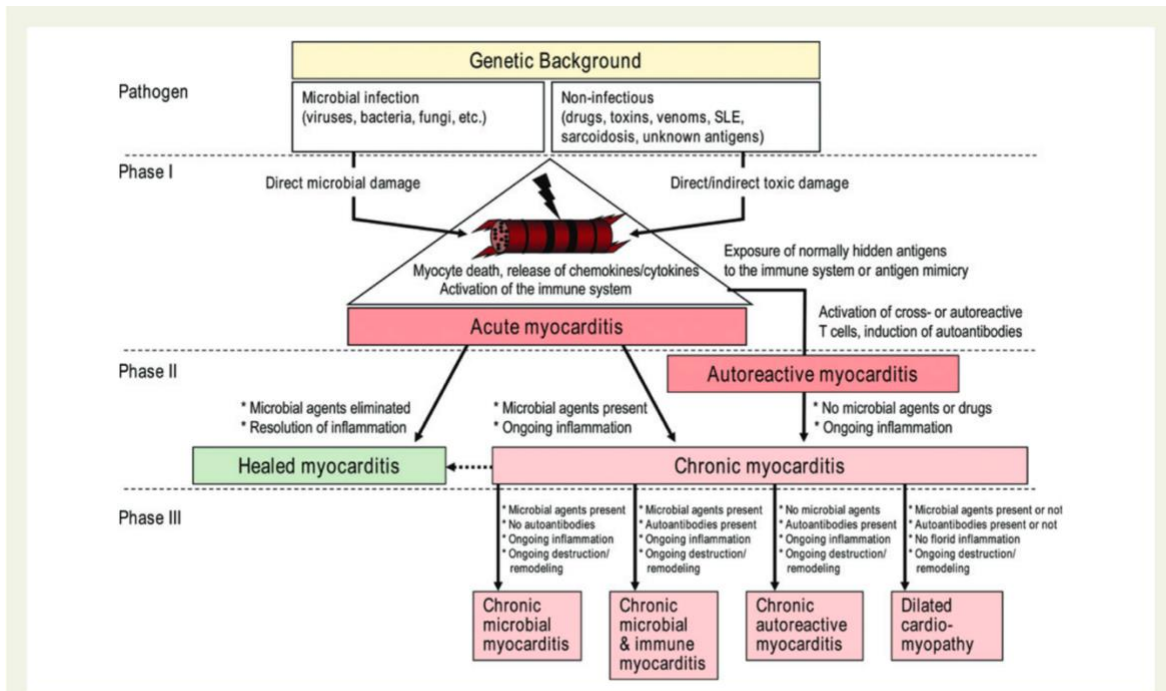 Genetic Background
Pathogen
Microbial infection
(viruses, bacteria, fungi, etc.)
Non-infectious
(drugs, toxins, venoms, SLE,
sarcoidosis, unknown antigens)
Phase I
Direct microbial damage
Direct/indirect toxic damage
Myocyte death, release of chemokines/cytokines
Activation of the immune system
Exposure of normally hidden antigens
to the immune system or antigen mimicry
Activation of cross- or autoreactive
T cells, induction of autoantibodies
Acute myocarditis
Phase II
Autoreactive myocarditis
* Microbial agents eliminated
* Resolution of inflammation
* Microbial agents present
* Ongoing inflammation
* No microbial agents or drugs
* Ongoing inflammation
Healed myocarditis
Chronic myocarditis
Phase III
* Microbial agents present
* No autoantibodies
* Ongoing inflammation
* Ongoing destruction/
remodeling
* Microbial agents present
* Autoantibodies present
* Ongoing inflammation
* Ongoing destruction/
remodeling
* No microbial agents
* Autoantibodies present
* Ongoing inflammation
* Ongoing destruction/
remodeling
* Microbial agents present or not
* Autoantibodies present or not
* No florid inflammation
* Ongoing destruction/
remodeling
Chronic
microbial
myocarditis
Chronic
microbial
& immune
myocarditis
Chronic
autoreactive
myocarditis
Dilated
cardio-
myopathy